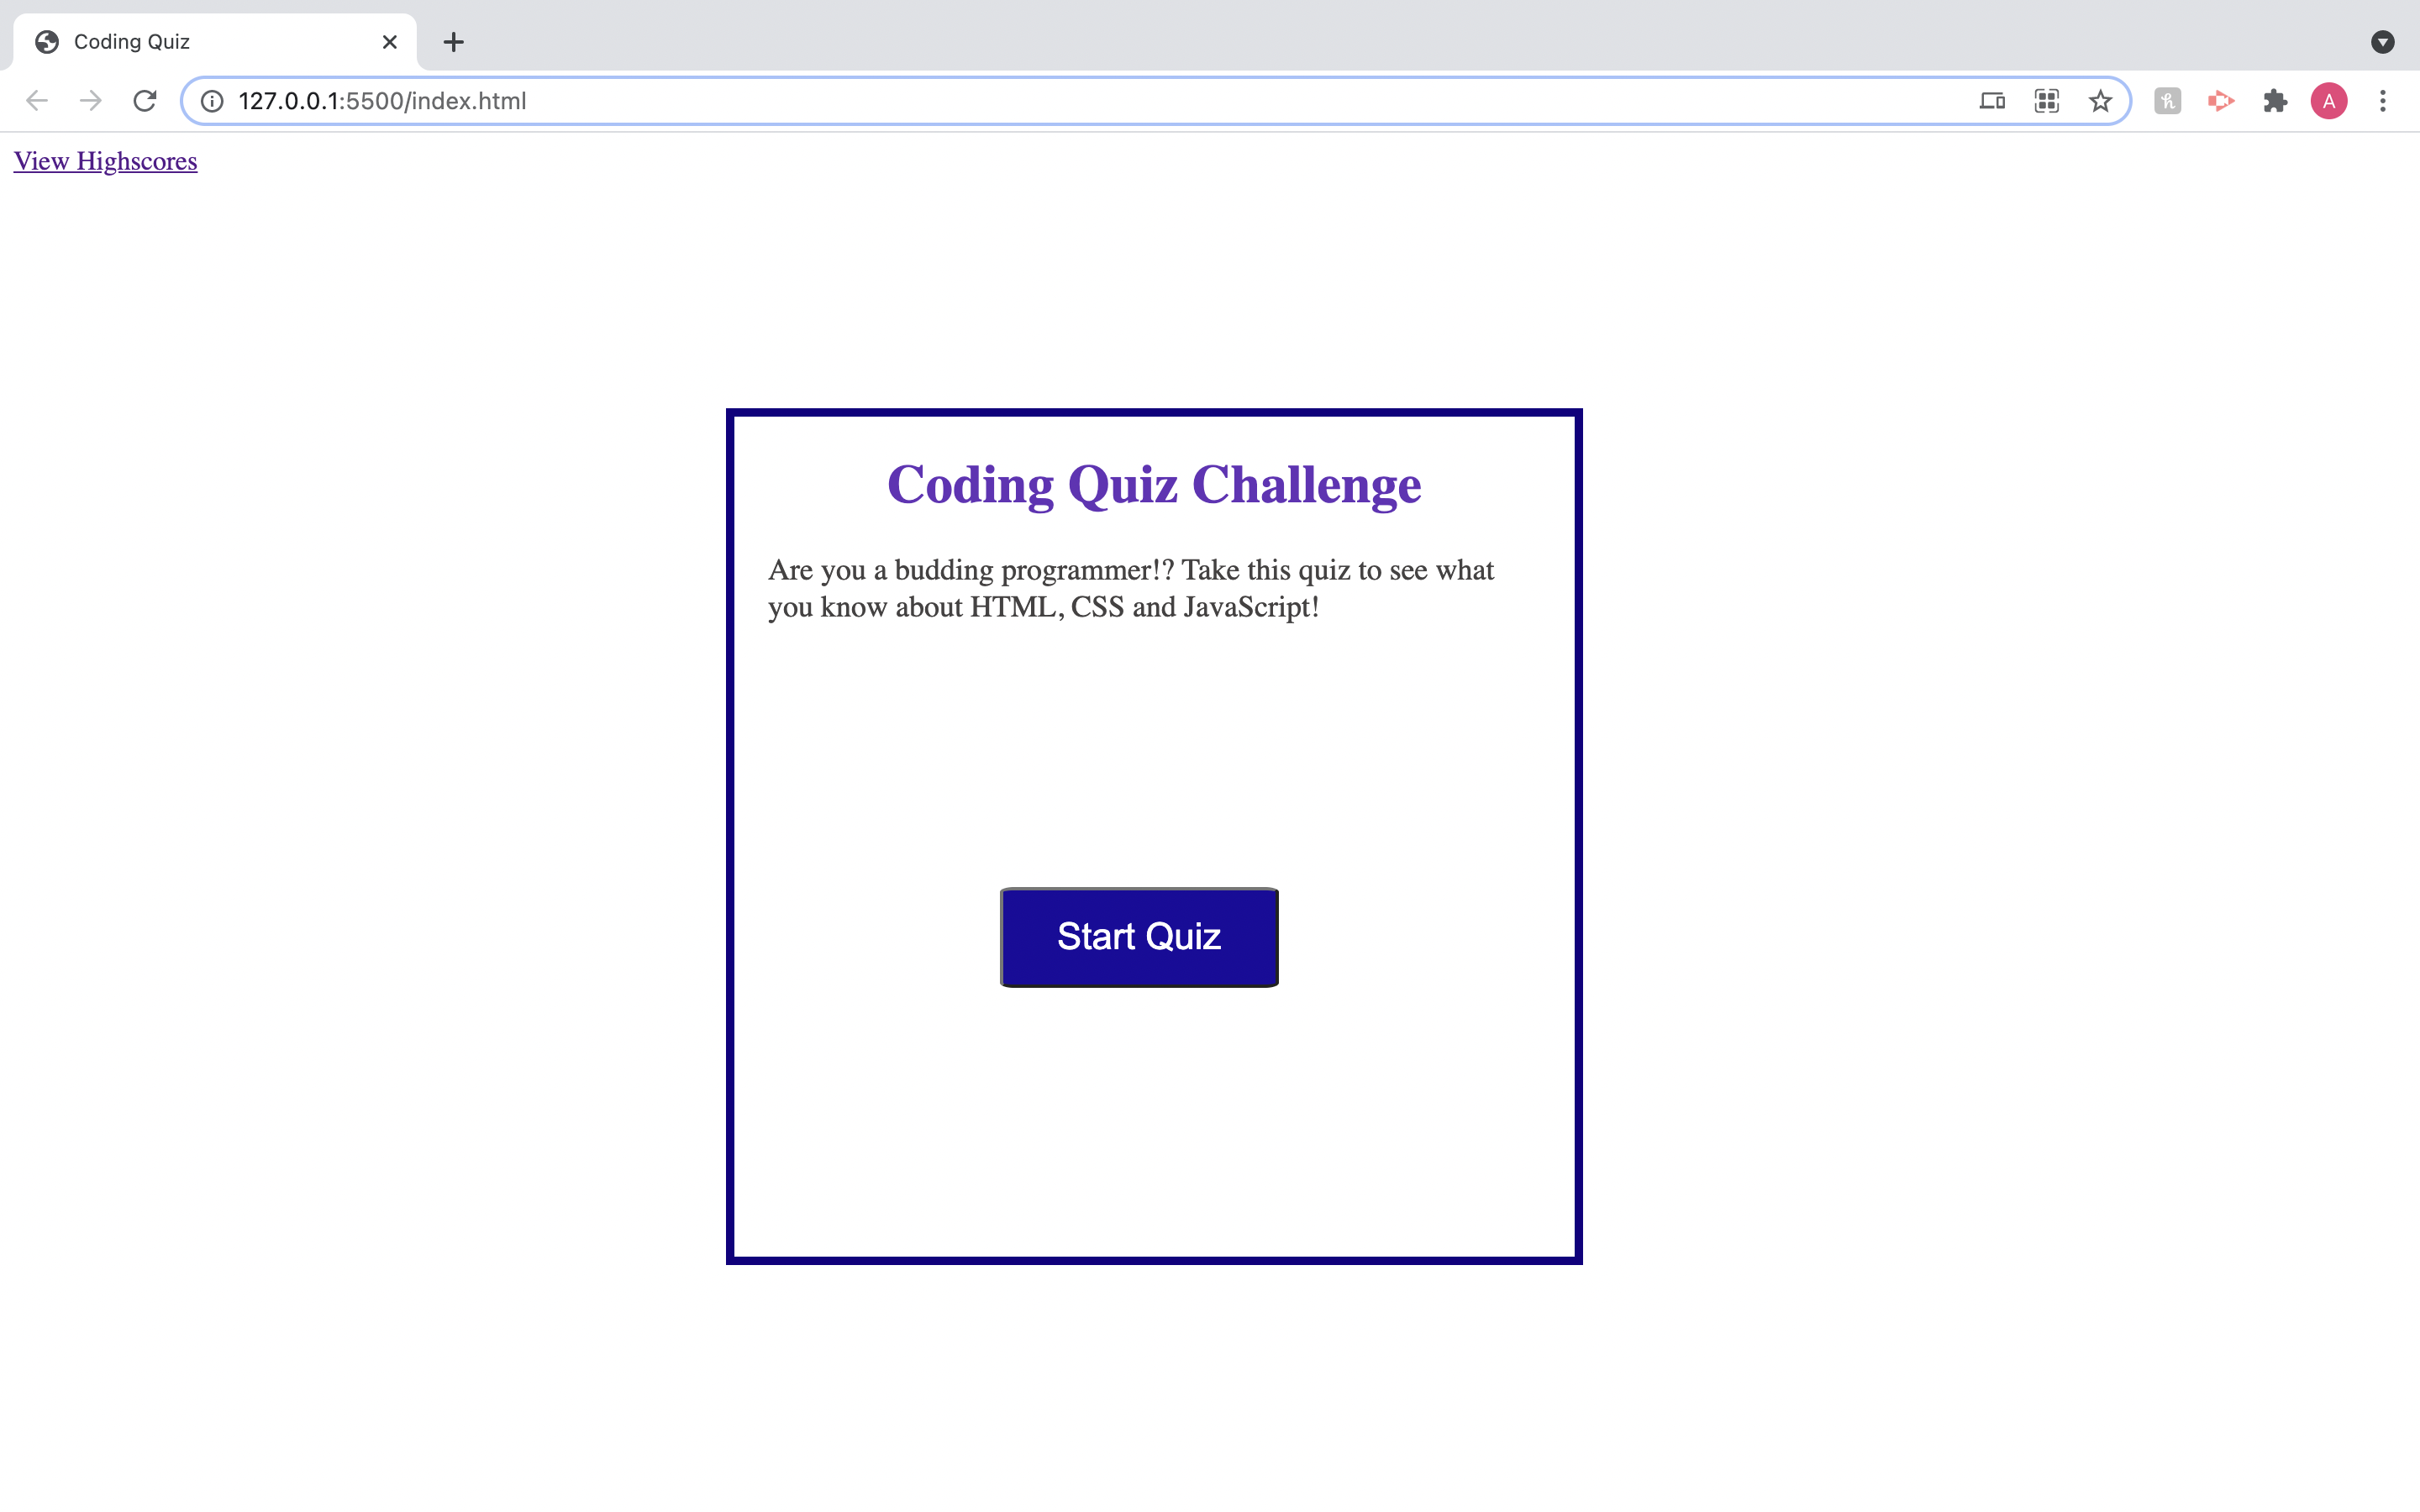 Coding Quiz
127.0.0.1:5500/index.html
A
View Highscores
Coding Quiz Challenge
Are you a budding programmer!? Take this quiz to see what
you know about HTML, CSS and JavaScript!
Start Quiz